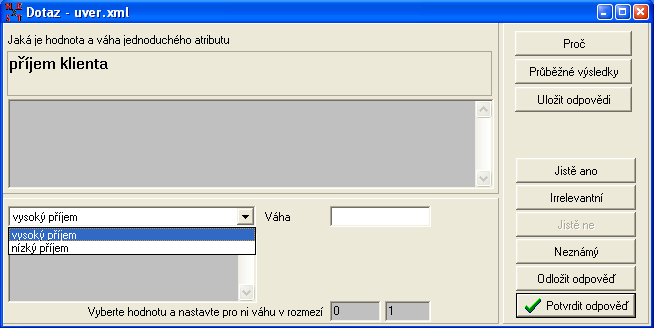 Dotaz - uver.xml
Jaká je hodnota a váha jednoduchého atributu
příjem klienta
Proč
Průběžné výsledky
Uložit odpovědi
Jistě ano
Irrelevantní
Jistě ne
Neznámý
Odložit odpověď
Potvrdit odpověď
vysoký příjem
Váha
vysoký příjem
nízký příjem
Vyberte hodnotu a nastavte pro ni váhu v rozmezí 0 1